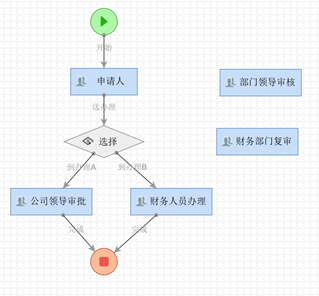 开始
申请人
部门领导审核
送办理
选择
财务部门复审
到办理A
到办理B
公司领导审批
财务人员办理
完成
完成